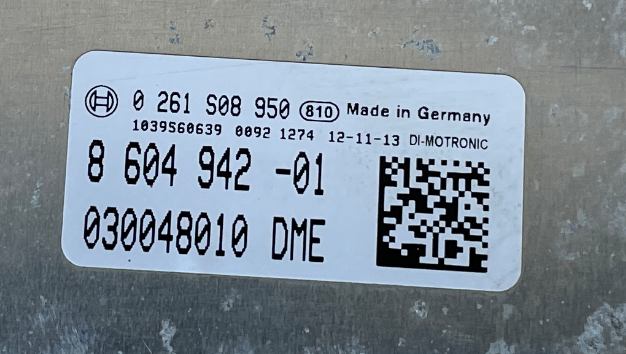 0 261 S08 950 810 Made in Germany
1039S60639 0092 1274 12-11-13 DI-MOTRONIC
8 604 942 -01
030048010 DME